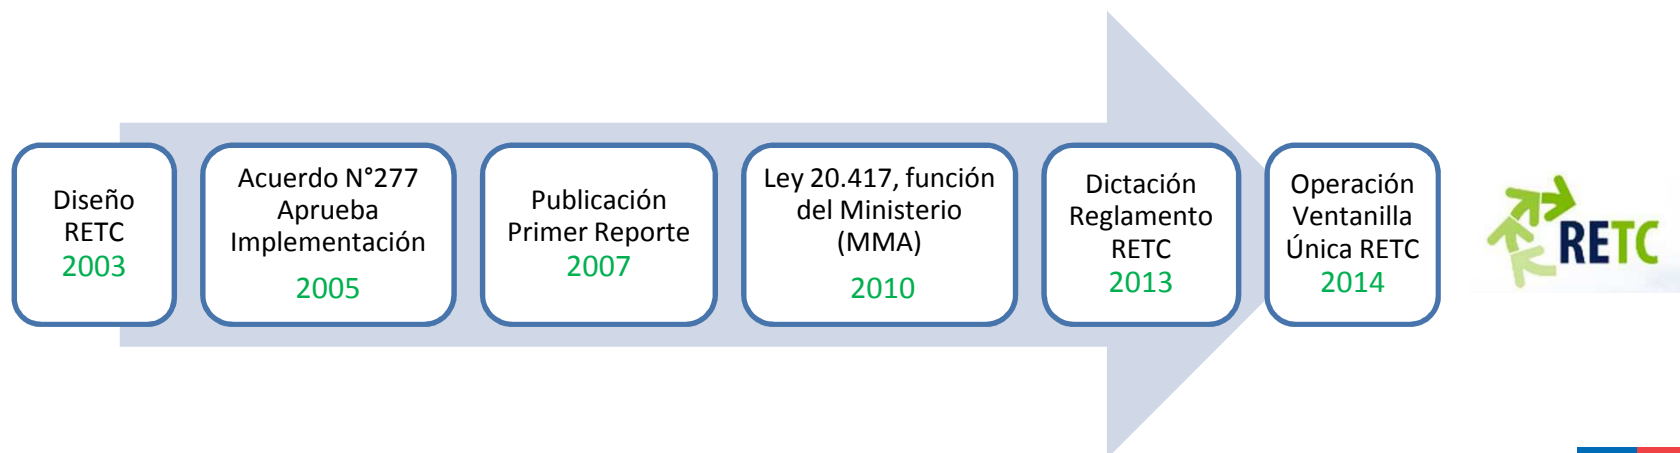 Diseño
RETC
2003
Acuerdo N°277
Aprueba
Implementación
2005
Publicación
Primer Reporte
2007
Ley 20.417, función
del Ministerio
(MMA)
2010
Dictación
Reglamento
RETC
2013
Operación
Ventanilla
Única RETC
2014
RETC